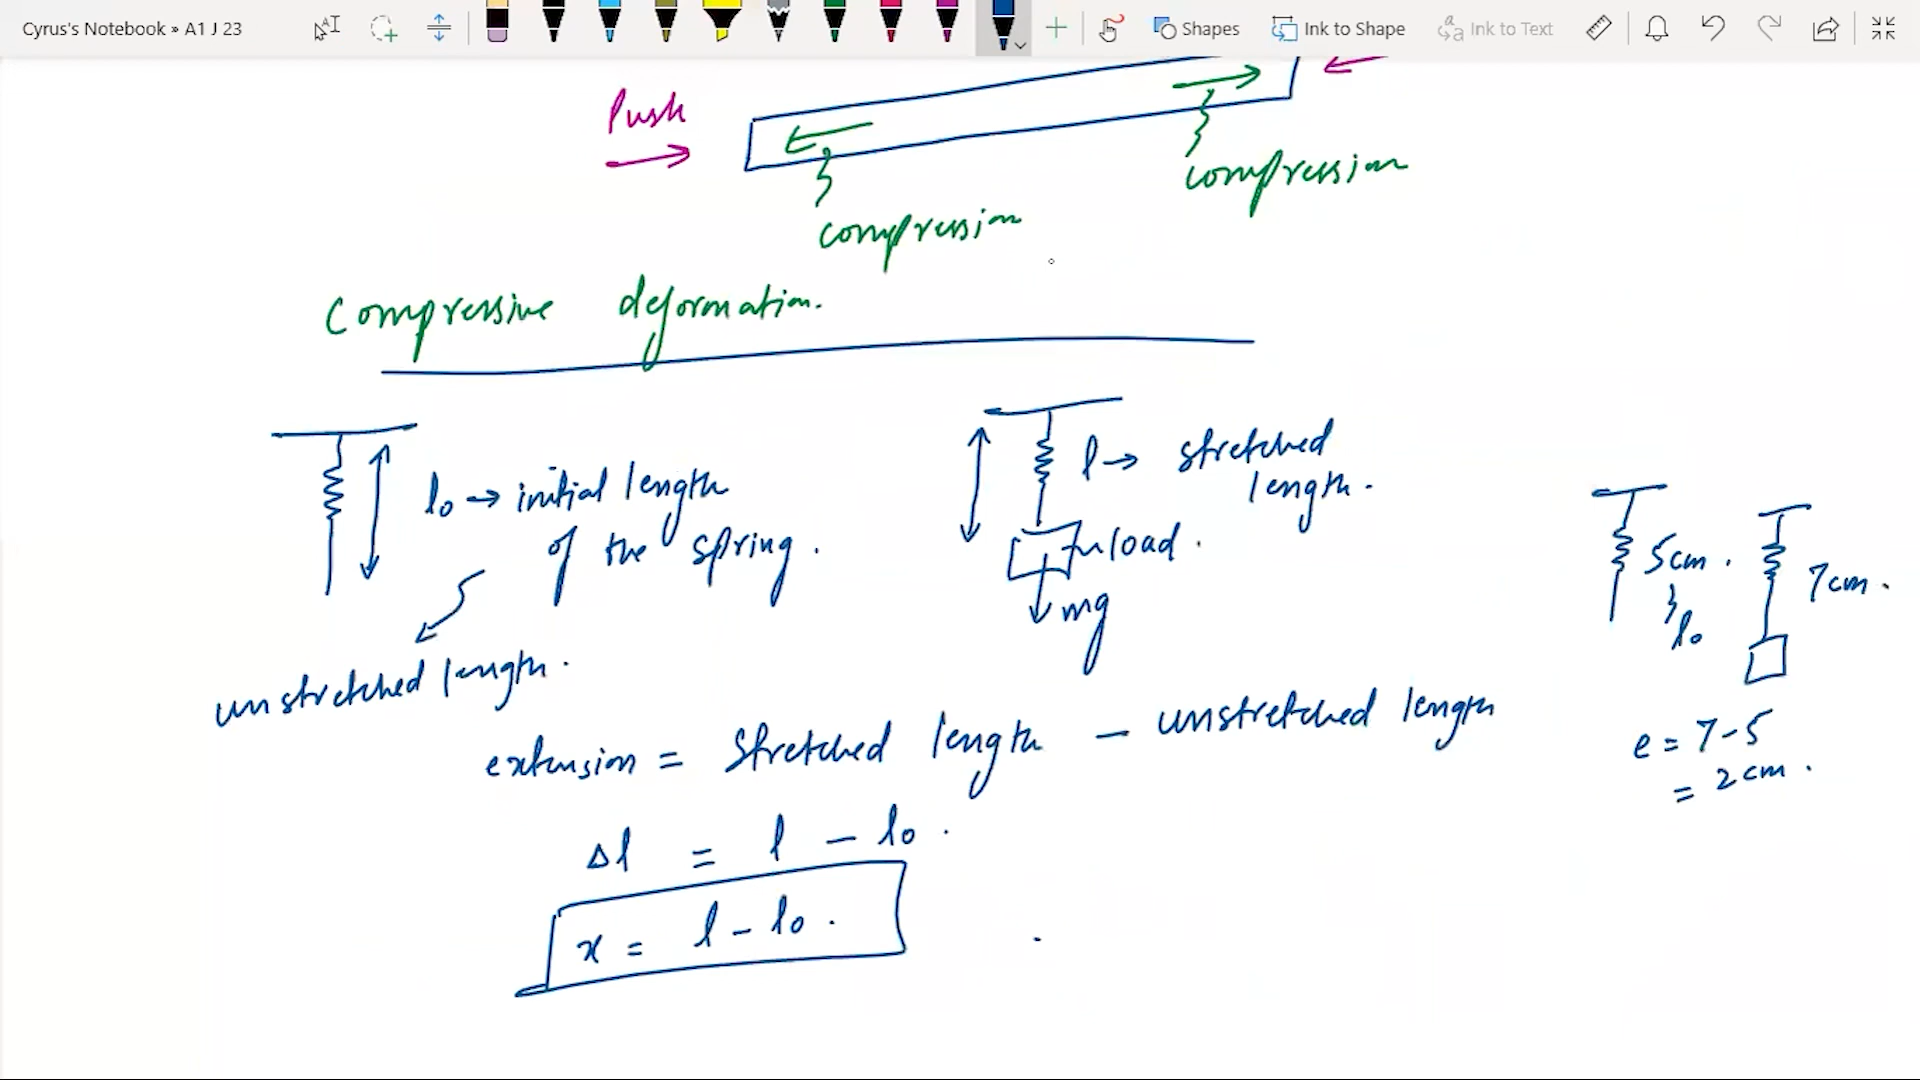 Cyrus's Notebook » A1 J 23
Shapes
Ink to Shape
Ink to Text
Push
compression
compression
Compressive deformation.
l₀ → initial length
of the spring.
unstretched length.
l → stretched
length.
load.
mg
5cm.
l₀
7cm.
extension = Stretched length – unstretched length
e = 7-5
= 2cm.
Δl = l – l₀.
x = l – l₀.